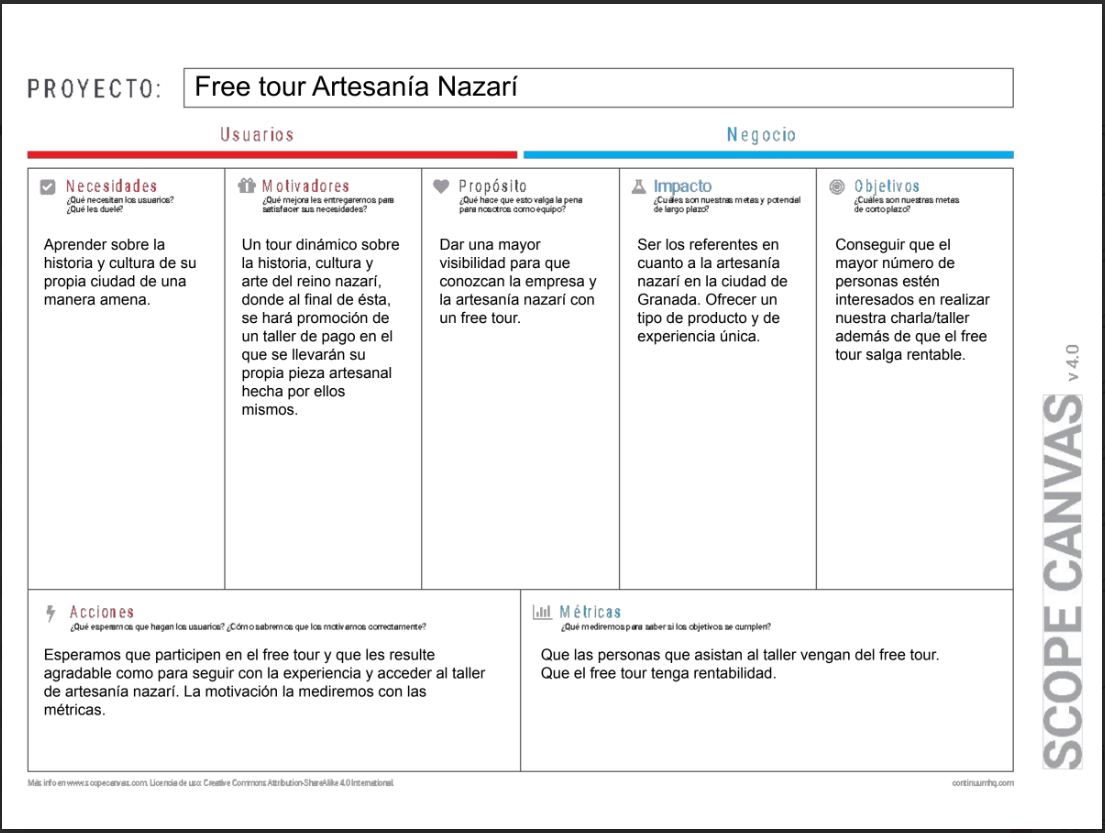 PROYECTO:
Free tour Artesanía Nazarí
Usuarios
Negocio
Necesidades
¿Qué necesitan los usuarios?
¿Qué les duele?
Aprender sobre la
historia y cultura de su
propia ciudad de una
manera amena.
Motivadores
¿Qué mejora les entregaremos para
satisfacer sus necesidades?
Un tour dinámico sobre
la historia, cultura y
arte del reino nazarí,
donde al final de ésta,
se hará promoción de
un taller de pago en el
que se llevarán su
propia pieza artesanal
hecha por ellos
mismos.
Propósito
¿Qué hace que esto valga la pena
para nosotros como equipo?
Dar una mayor
visibilidad para que
conozcan la empresa y
la artesanía nazarí con
un free tour.
Impacto
¿Cuáles son nuestras metas y potencial
de largo plazo?
Ser los referentes en
cuanto a la artesanía
nazarí en la ciudad de
Granada. Ofrecer un
tipo de producto y de
experiencia única.
Objetivos
¿Cuáles son nuestras metas
de corto plazo?
Conseguir que el
mayor número de
personas estén
interesados en realizar
nuestra charla/taller
además de que el free
tour salga rentable.
Acciones
¿Qué esperamos que hagan los usuarios? ¿Cómo sabremos que los motivamos correctamente?
Esperamos que participen en el free tour y que les resulte
agradable como para seguir con la experiencia y acceder al taller
de artesanía nazarí. La motivación la mediremos con las
métricas.
Métricas
¿Qué mediremos para saber si los objetivos se cumplen?
Que las personas que asistan al taller vengan del free tour.
Que el free tour tenga rentabilidad.
SCOPE CANVAS v 4.0
Más info en www.scopecanvas.com. Licencia de uso: Creative Commons Attribution-ShareAlike 4.0 International.
continuumhq.com